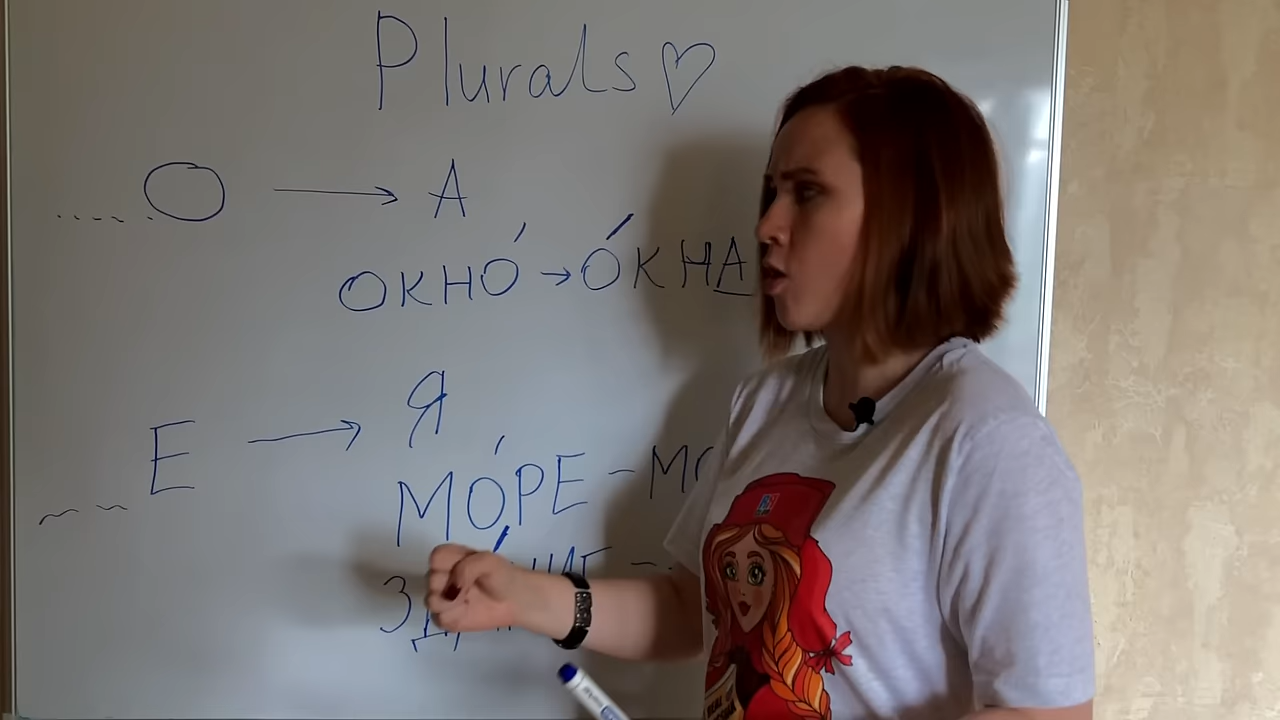 Plurals
О → А
ОКНО́ → О́КНА
Е → Я
МО́РЕ -